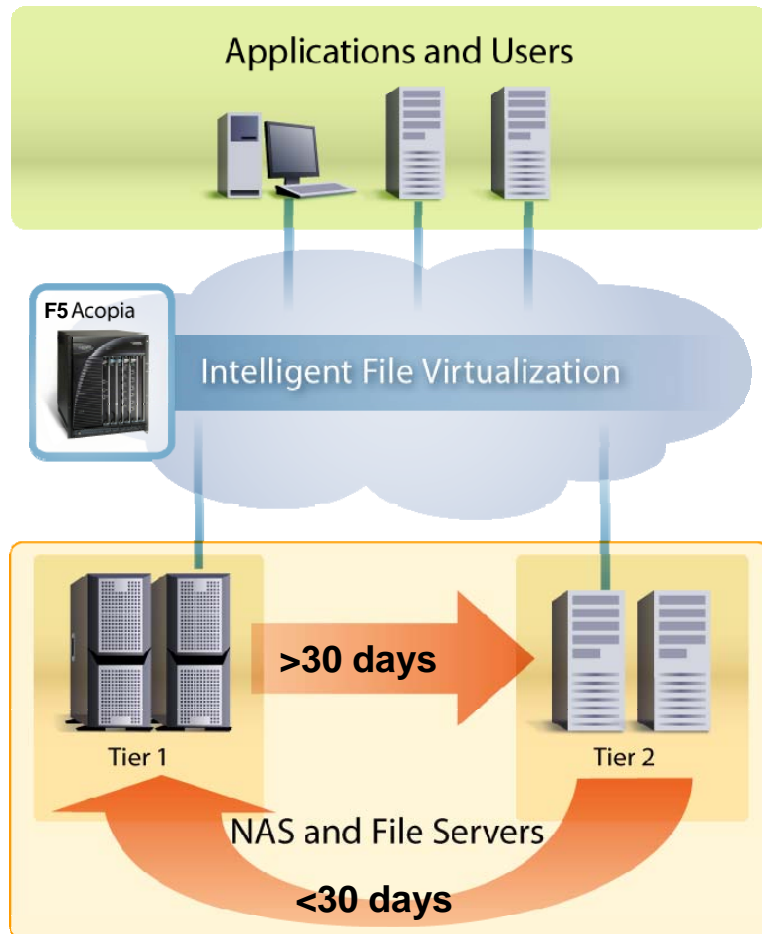 Applications and Users
F5 Acopia
Intelligent File Virtualization
>30 days
Tier 1
Tier 2
NAS and File Servers
<30 days